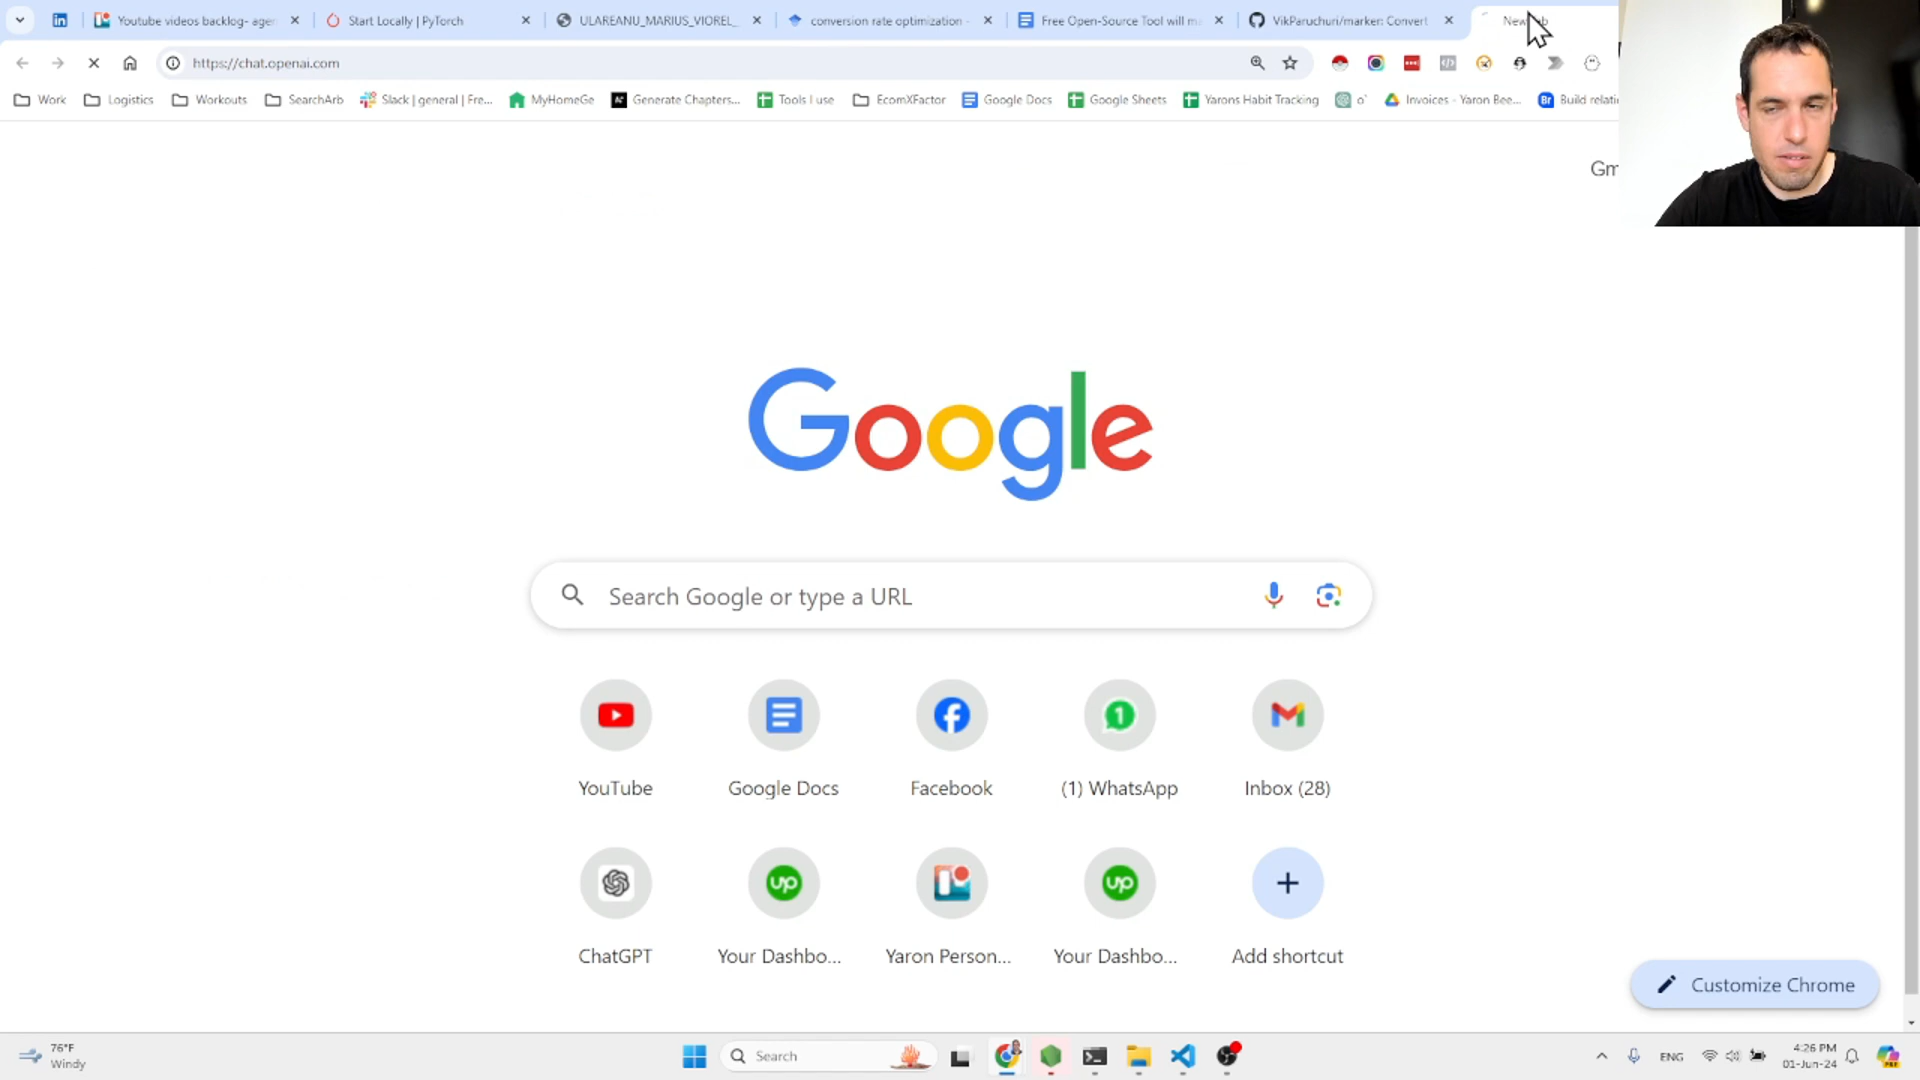 Youtube videos backlog- agen
Start Locally | PyTorch
ULAREANU_MARIUS_VIOREL_
conversion rate optimization -
Free Open-Source Tool will m
VikParuchuri/marker: Convert
https://chat.openai.com
Work
Logistics
Workouts
SearchArb
Slack | general | Fre...
MyHomeGe
Generate Chapters...
Tools I use
EcomXFactor
Google Docs
Google Sheets
Yarons Habit Tracking
Invoices - Yaron Bee...
Build relati
Gm
Google
Search Google or type a URL
YouTube
Google Docs
Facebook
(1) WhatsApp
Inbox (28)
ChatGPT
Your Dashbo...
Yaron Person...
Your Dashbo...
Add shortcut
Customize Chrome
76°F
Windy
Search
ENG
4:26 PM
01-Jun-24